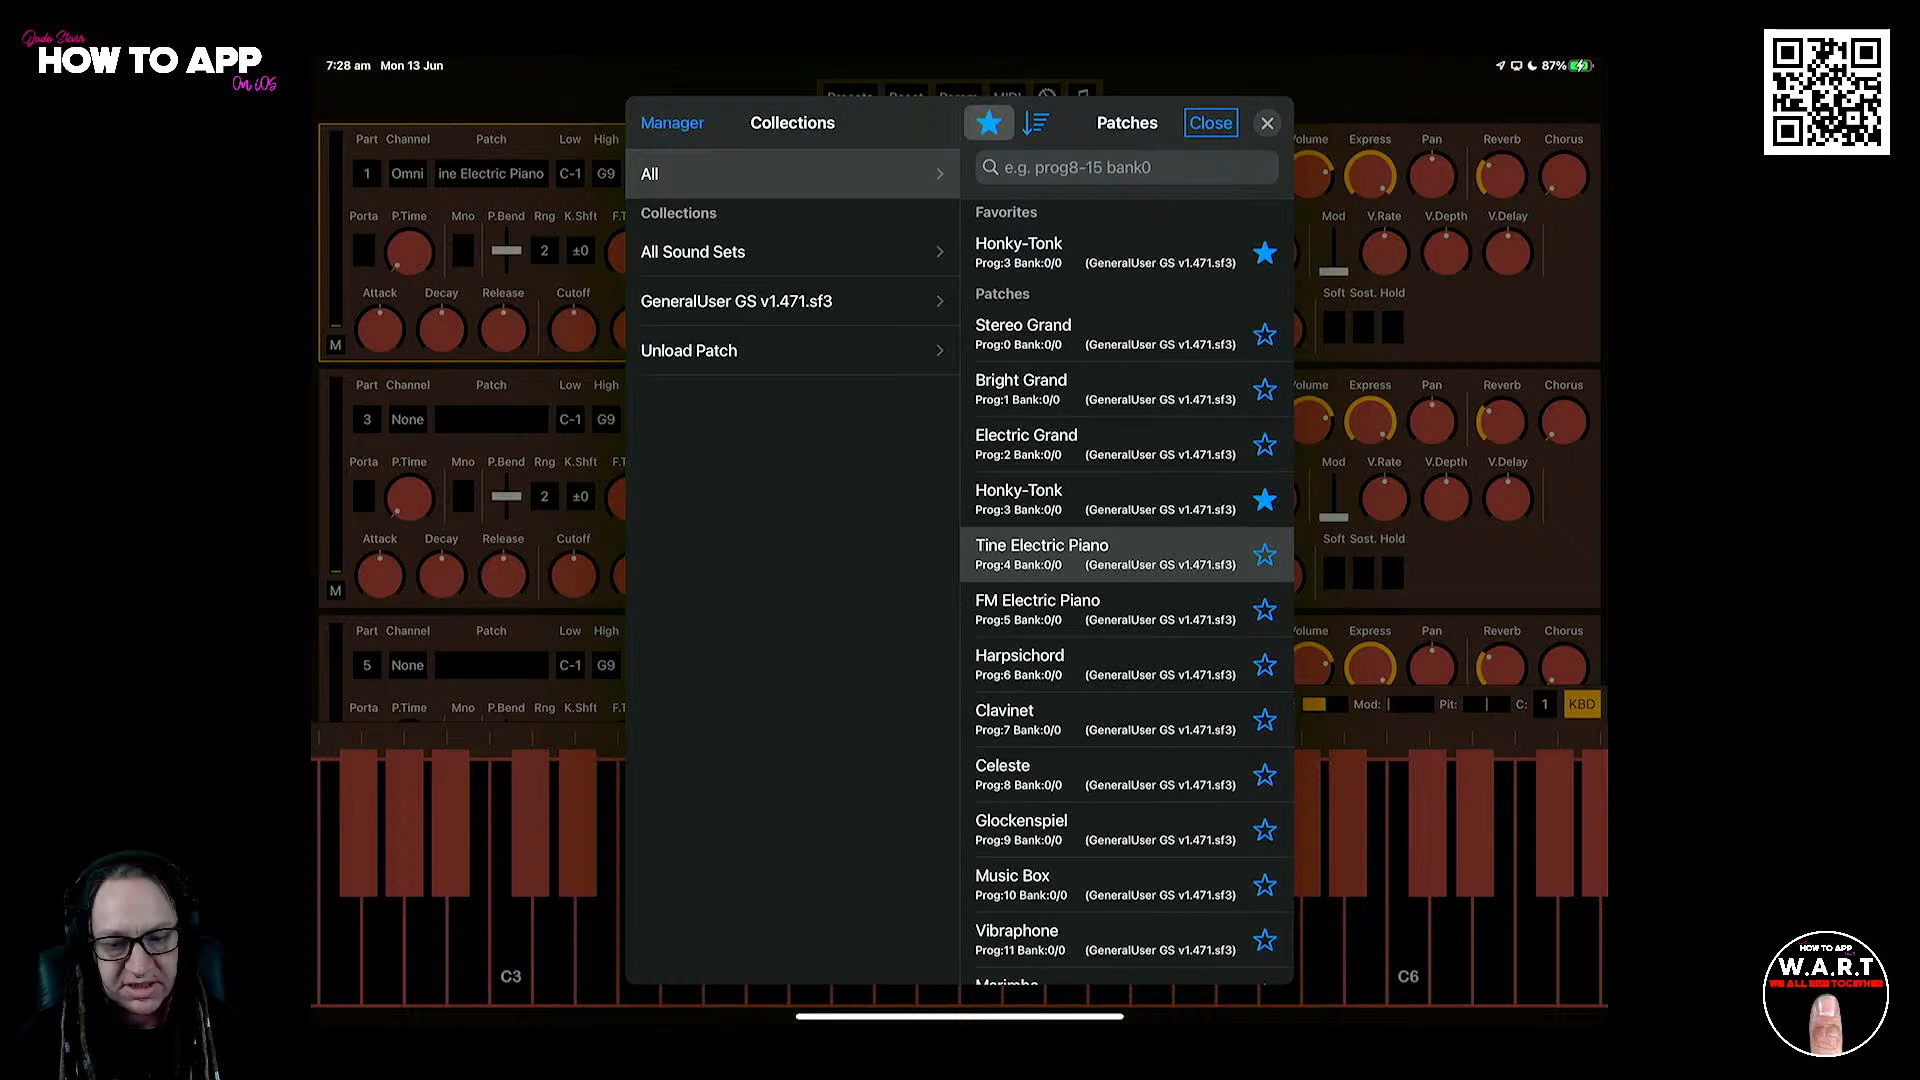 Jade Starr
HOW TO APP
On iOS
7:28 am Mon 13 Jun
87%
Manager
Collections
Patches
Close
All
e.g. prog8-15 bank0
Collections
All Sound Sets
GeneralUser GS v1.471.sf3
Unload Patch
Favorites
Honky-Tonk
Prog:3 Bank:0/0 (GeneralUser GS v1.471.sf3)
Patches
Stereo Grand
Prog:0 Bank:0/0 (GeneralUser GS v1.471.sf3)
Bright Grand
Prog:1 Bank:0/0 (GeneralUser GS v1.471.sf3)
Electric Grand
Prog:2 Bank:0/0 (GeneralUser GS v1.471.sf3)
Honky-Tonk
Prog:3 Bank:0/0 (GeneralUser GS v1.471.sf3)
Tine Electric Piano
Prog:4 Bank:0/0 (GeneralUser GS v1.471.sf3)
FM Electric Piano
Prog:5 Bank:0/0 (GeneralUser GS v1.471.sf3)
Harpsichord
Prog:6 Bank:0/0 (GeneralUser GS v1.471.sf3)
Clavinet
Prog:7 Bank:0/0 (GeneralUser GS v1.471.sf3)
Celeste
Prog:8 Bank:0/0 (GeneralUser GS v1.471.sf3)
Glockenspiel
Prog:9 Bank:0/0 (GeneralUser GS v1.471.sf3)
Music Box
Prog:10 Bank:0/0 (GeneralUser GS v1.471.sf3)
Vibraphone
Prog:11 Bank:0/0 (GeneralUser GS v1.471.sf3)
Part Channel Patch Low High
1 Omni ine Electric Piano C-1 G9
Porta P.Time Mno P.Bend Rng K.Shft F.T
2 ±0
Attack Decay Release Cutoff
M
Part Channel Patch Low High
3 None C-1 G9
Porta P.Time Mno P.Bend Rng K.Shft F.T
2 ±0
Attack Decay Release Cutoff
M
Part Channel Patch Low High
5 None C-1 G9
Porta P.Time Mno P.Bend Rng K.Shft F.T
olume Express Pan Reverb Chorus
Mod V.Rate V.Depth V.Delay
Soft Sost. Hold
olume Express Pan Reverb Chorus
Mod V.Rate V.Depth V.Delay
Soft Sost. Hold
olume Express Pan Reverb Chorus
Mod: Pit: C: 1 KBD
C3
C6
HOW TO APP
W.A.R.T
WE ALL RISE TOGETHER